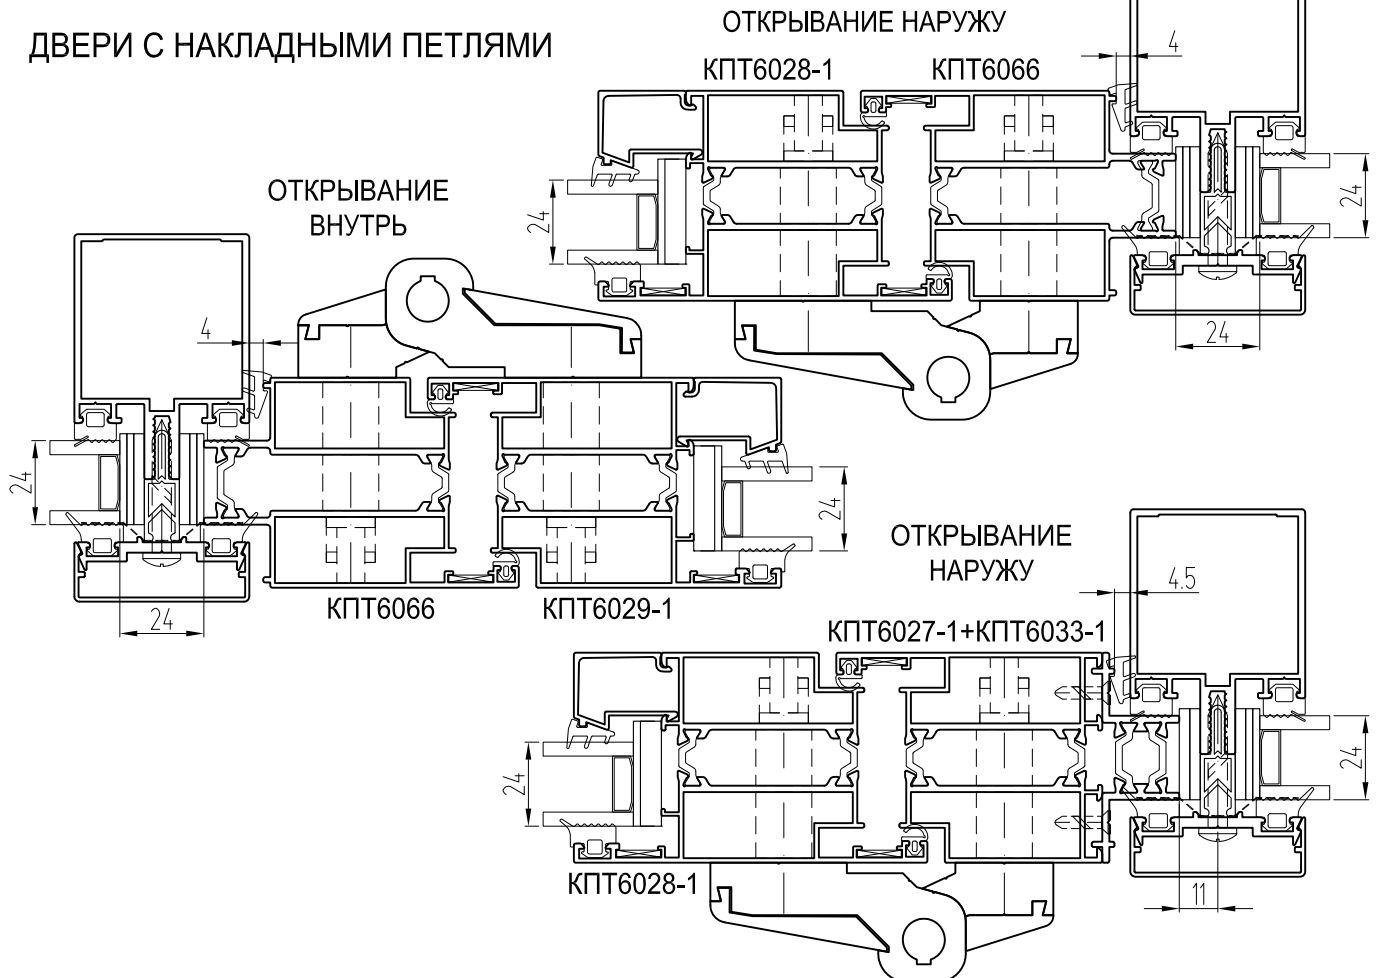 ДВЕРИ С НАКЛАДНЫМИ ПЕТЛЯМИ
ОТКРЫВАНИЕ НАРУЖУ
КПТ6028-1
КПТ6066
4
24
24
24
ОТКРЫВАНИЕ
ВНУТРЬ
4
24
24
24
КПТ6066
КПТ6029-1
ОТКРЫВАНИЕ
НАРУЖУ
4.5
КПТ6027-1+КПТ6033-1
24
24
КПТ6028-1
11